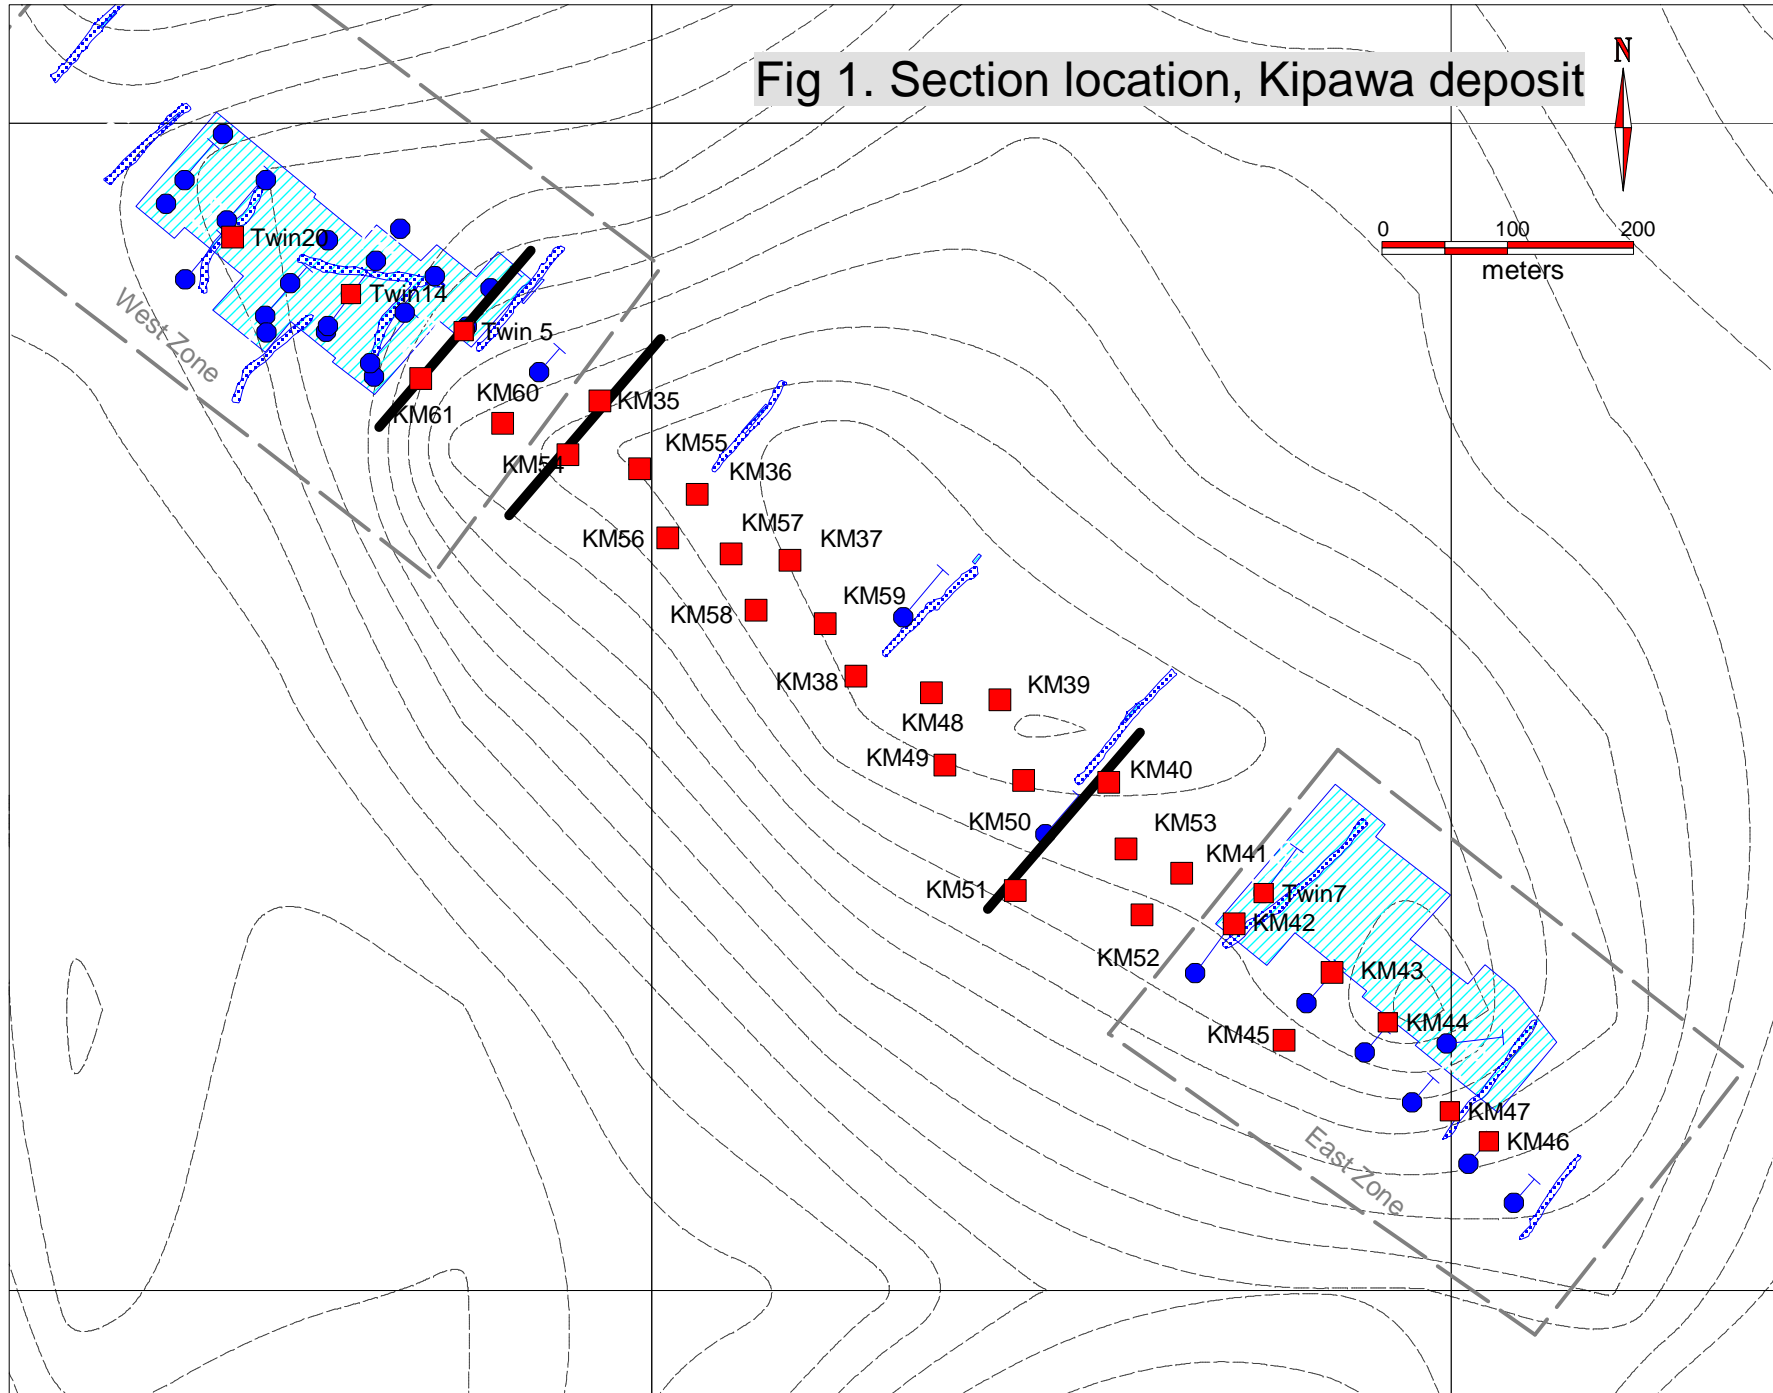 Fig 1. Section location, Kipawa deposit
N
0 100 200
meters
West Zone
Twin20
Twin14
Twin 5
KM61
KM60
KM35
KM54
KM55
KM36
KM56
KM57
KM37
KM58
KM59
KM38
KM48
KM39
KM49
KM40
KM50
KM53
KM51
KM41
Twin7
KM42
KM52
KM43
KM45
KM44
KM47
KM46
East Zone